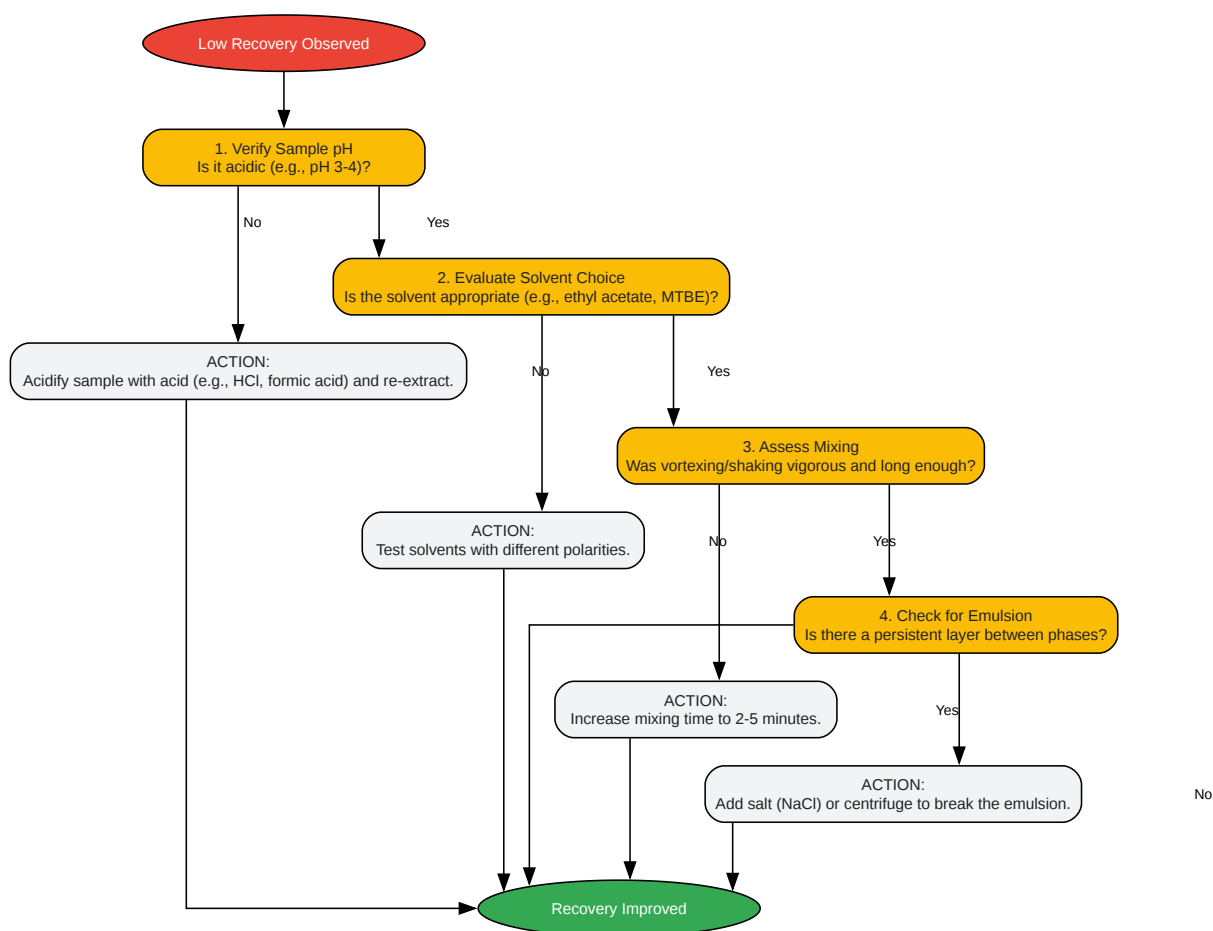 Low Recovery Observed
1. Verify Sample pH
Is it acidic (e.g., pH 3-4)?
No
Yes
2. Evaluate Solvent Choice
Is the solvent appropriate (e.g., ethyl acetate, MTBE)?
ACTION:
Acidify sample with acid (e.g., HCl, formic acid) and re-extract.
No
Yes
3. Assess Mixing
Was vortexing/shaking vigorous and long enough?
ACTION:
Test solvents with different polarities.
No
Yes
4. Check for Emulsion
Is there a persistent layer between phases?
ACTION:
Increase mixing time to 2-5 minutes.
Yes
ACTION:
Add salt (NaCl) or centrifuge to break the emulsion.
No
Recovery Improved